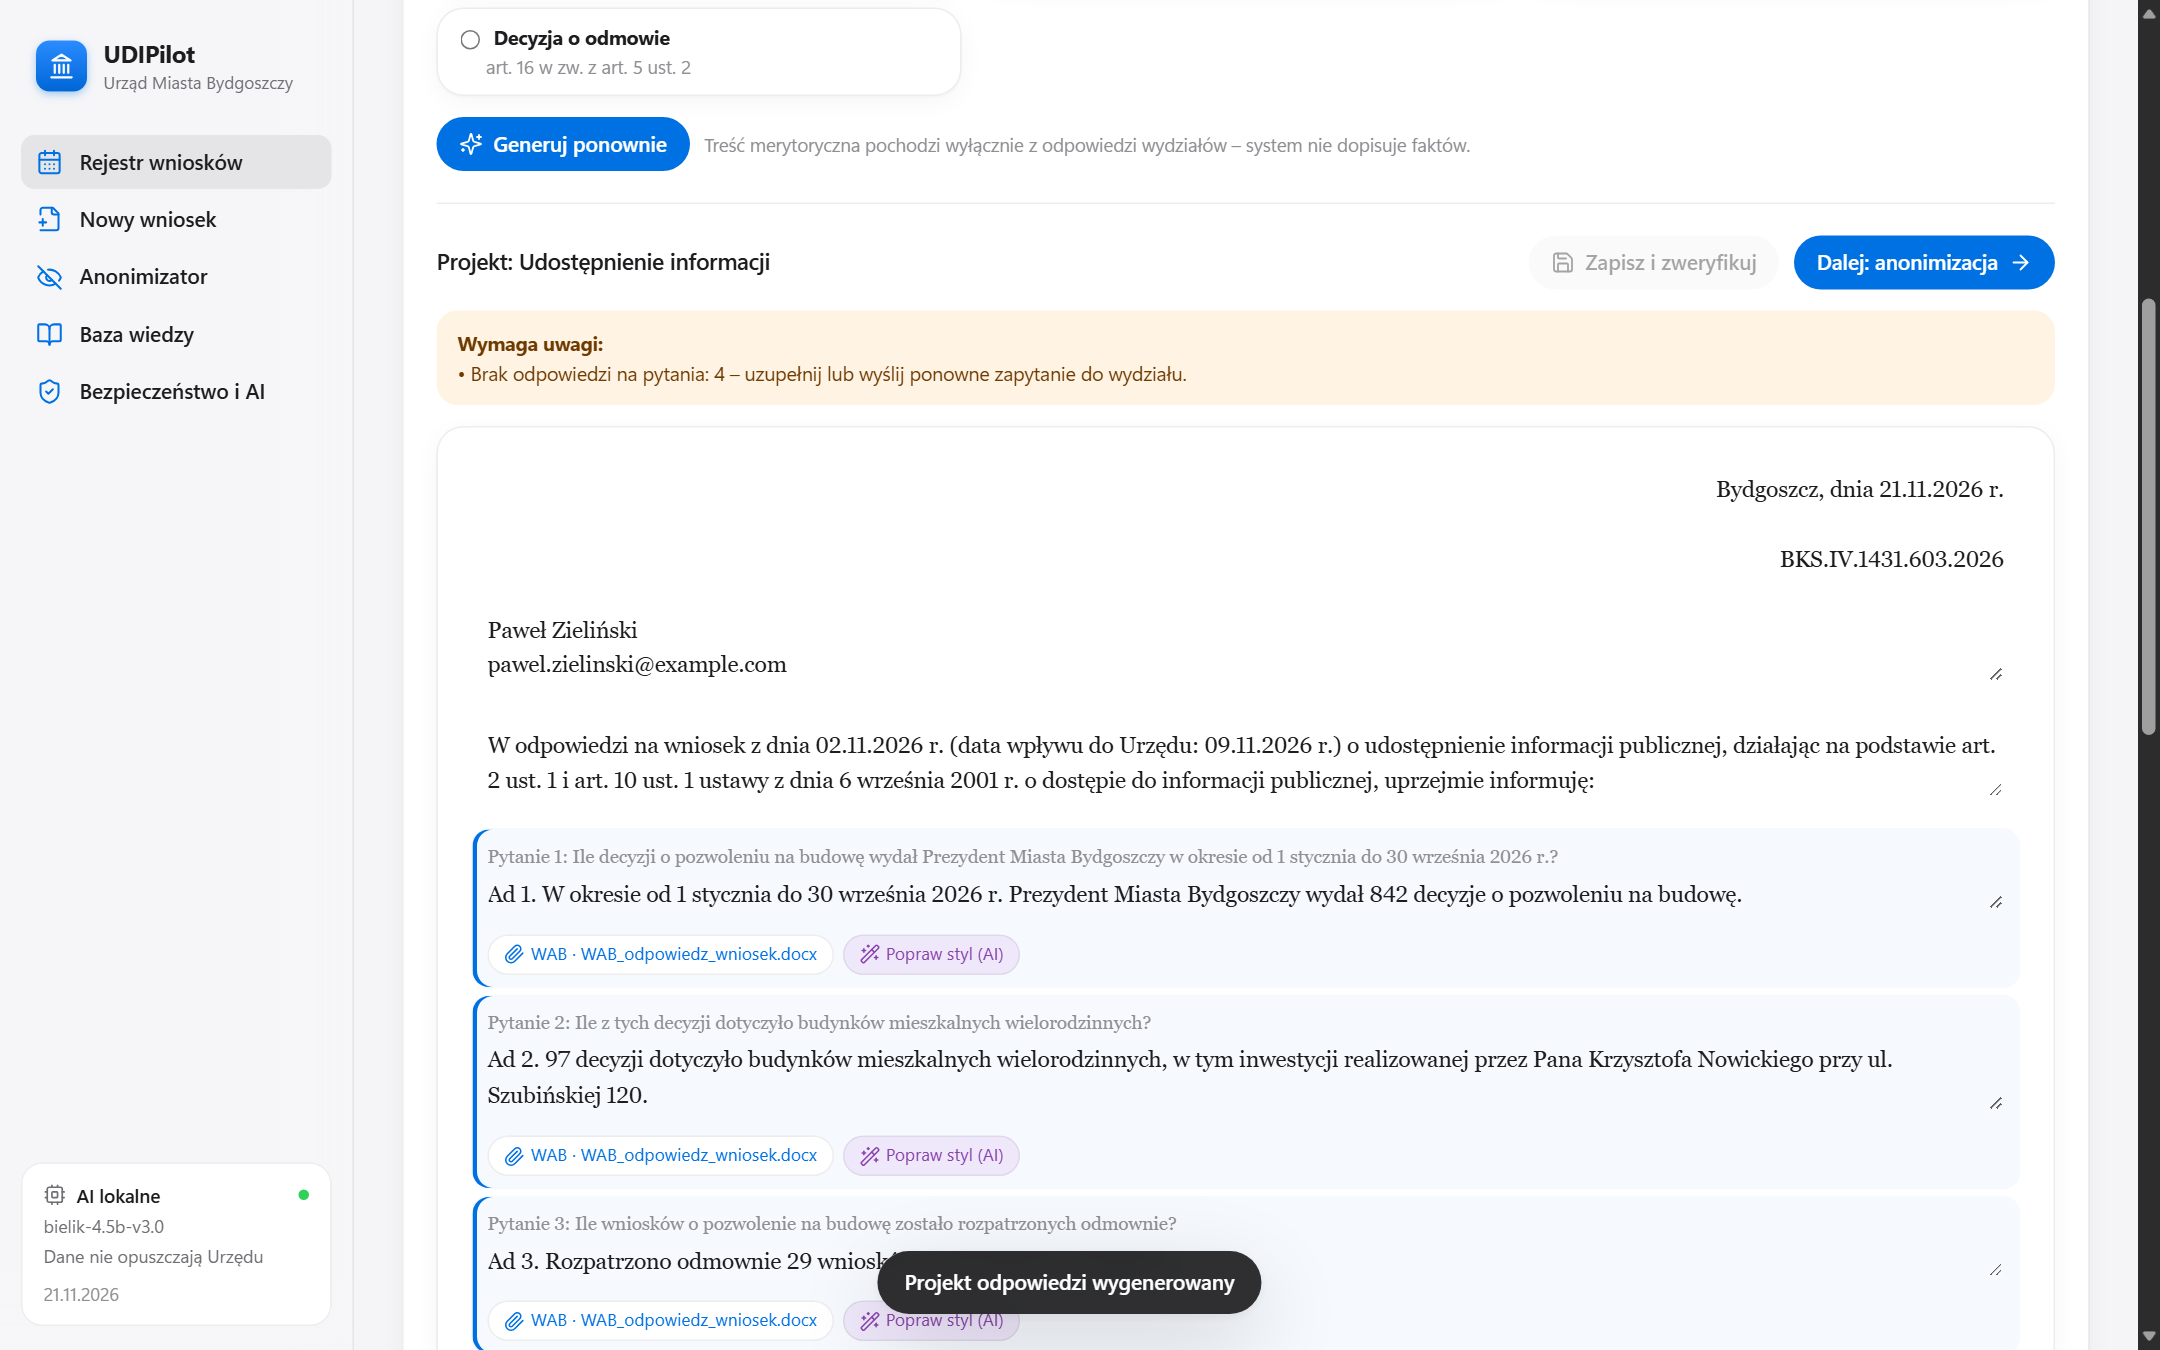 UDIPilot
Urząd Miasta Bydgoszczy
Rejestr wniosków
Nowy wniosek
Anonimizator
Baza wiedzy
Bezpieczeństwo i AI
AI lokalne
bielik-4.5b-v3.0
Dane nie opuszczają Urzędu
21.11.2026
Decyzja o odmowie
art. 16 w zw. z art. 5 ust. 2
Generuj ponownie
Treść merytoryczna pochodzi wyłącznie z odpowiedzi wydziałów – system nie dopisuje faktów.
Projekt: Udostępnienie informacji
Zapisz i zweryfikuj
Dalej: anonimizacja
Wymaga uwagi:
• Brak odpowiedzi na pytania: 4 – uzupełnij lub wyślij ponowne zapytanie do wydziału.
Bydgoszcz, dnia 21.11.2026 r.
BKS.IV.1431.603.2026
Paweł Zieliński
pawel.zielinski@example.com
W odpowiedzi na wniosek z dnia 02.11.2026 r. (data wpływu do Urzędu: 09.11.2026 r.) o udostępnienie informacji publicznej, działając na podstawie art.
2 ust. 1 i art. 10 ust. 1 ustawy z dnia 6 września 2001 r. o dostępie do informacji publicznej, uprzejmie informuję:
Pytanie 1: Ile decyzji o pozwoleniu na budowę wydał Prezydent Miasta Bydgoszczy w okresie od 1 stycznia do 30 września 2026 r.?
Ad 1. W okresie od 1 stycznia do 30 września 2026 r. Prezydent Miasta Bydgoszczy wydał 842 decyzje o pozwoleniu na budowę.
WAB · WAB_odpowiedz_wniosek.docx
Popraw styl (AI)
Pytanie 2: Ile z tych decyzji dotyczyło budynków mieszkalnych wielorodzinnych?
Ad 2. 97 decyzji dotyczyło budynków mieszkalnych wielorodzinnych, w tym inwestycji realizowanej przez Pana Krzysztofa Nowickiego przy ul.
Szubińskiej 120.
WAB · WAB_odpowiedz_wniosek.docx
Popraw styl (AI)
Pytanie 3: Ile wniosków o pozwolenie na budowę zostało rozpatrzonych odmownie?
Ad 3. Rozpatrzono odmownie 29
Projekt odpowiedzi wygenerowany
WAB · WAB_odpowiedz_wniosek.docx
Popraw styl (AI)